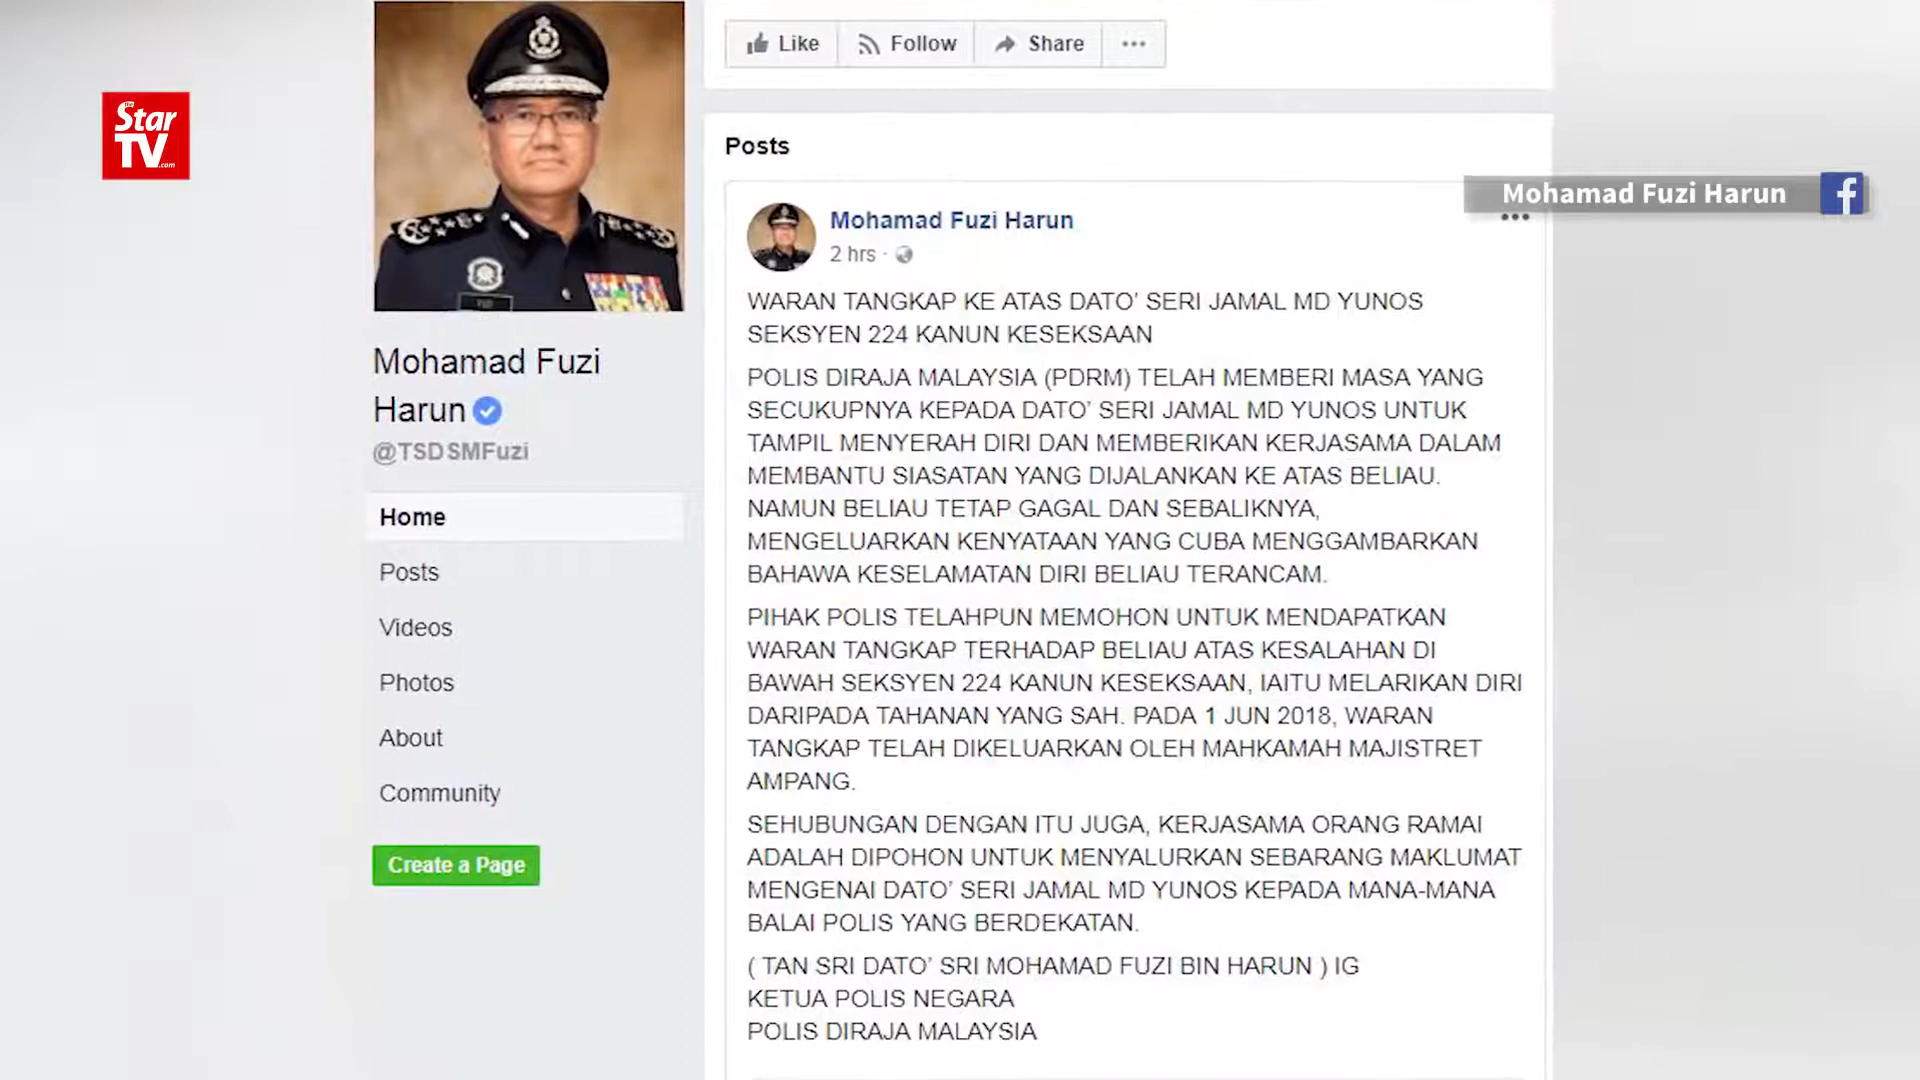 The
Star
TV
.com
Like
Follow
Share
Posts
Mohamad Fuzi Harun
Mohamad Fuzi Harun
2 hrs ·
WARAN TANGKAP KE ATAS DATO' SERI JAMAL MD YUNOS
SEKSYEN 224 KANUN KESEKSAAN
POLIS DIRAJA MALAYSIA (PDRM) TELAH MEMBERI MASA YANG
SECUKUPNYA KEPADA DATO' SERI JAMAL MD YUNOS UNTUK
TAMPIL MENYERAH DIRI DAN MEMBERIKAN KERJASAMA DALAM
MEMBANTU SIASATAN YANG DIJALANKAN KE ATAS BELIAU.
NAMUN BELIAU TETAP GAGAL DAN SEBALIKNYA,
MENGELUARKAN KENYATAAN YANG CUBA MENGGAMBARKAN
BAHAWA KESELAMATAN DIRI BELIAU TERANCAM.
PIHAK POLIS TELAHPUN MEMOHON UNTUK MENDAPATKAN
WARAN TANGKAP TERHADAP BELIAU ATAS KESALAHAN DI
BAWAH SEKSYEN 224 KANUN KESEKSAAN, IAITU MELARIKAN DIRI
DARIPADA TAHANAN YANG SAH. PADA 1 JUN 2018, WARAN
TANGKAP TELAH DIKELUARKAN OLEH MAHKAMAH MAJISTRET
AMPANG.
SEHUBUNGAN DENGAN ITU JUGA, KERJASAMA ORANG RAMAI
ADALAH DIPOHON UNTUK MENYALURKAN SEBARANG MAKLUMAT
MENGENAI DATO' SERI JAMAL MD YUNOS KEPADA MANA-MANA
BALAI POLIS YANG BERDEKATAN.
( TAN SRI DATO' SRI MOHAMAD FUZI BIN HARUN ) IG
KETUA POLIS NEGARA
POLIS DIRAJA MALAYSIA
Mohamad Fuzi
Harun
@TSDSMFuzi
Home
Posts
Videos
Photos
About
Community
Create a Page